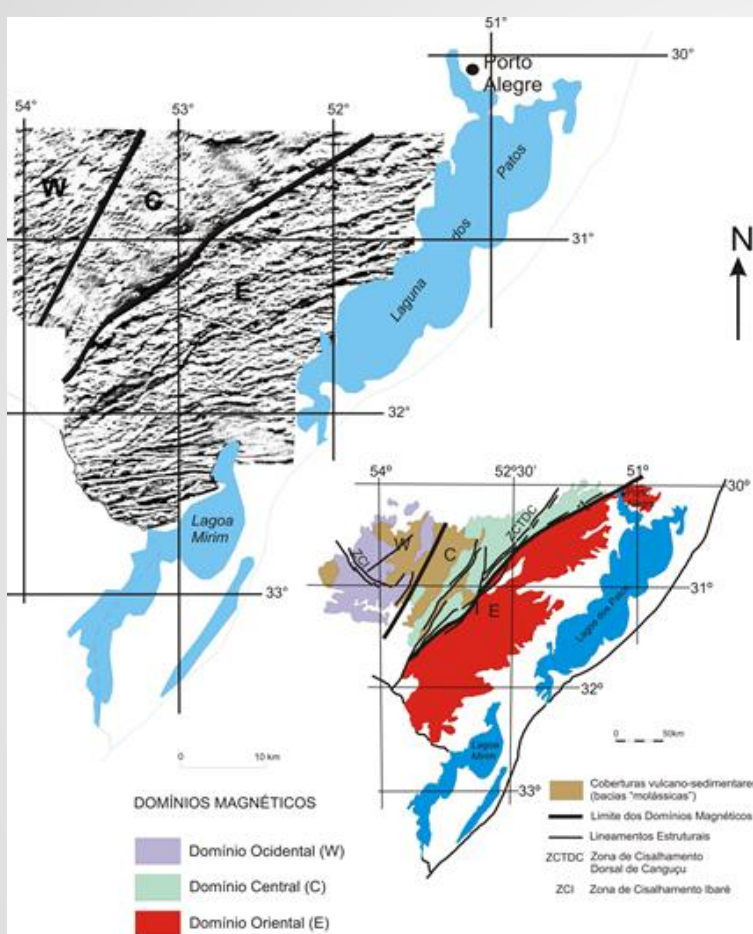 51°
30°
Porto
Alegre
54°
53°
52°
W
C
Patos
dos
31°
E
N
Laguna
32°
54°
52°30'
51°
30°
Lagoa
Mirim
ZCTDC
ZCI
W
C
33°
E
31°
Lagoa dos Patos
32°
0
10 km
0
50km
Lagoa
Mirim
33°
DOMÍNIOS MAGNÉTICOS
Domínio Ocidental (W)
Domínio Central (C)
Domínio Oriental (E)
Coberturas vulcano-sedimentares
(bacias "molássicas")
Limite dos Domínios Magnéticos
Lineamentos Estruturais
ZCTDC Zona de Cisalhamento
Dorsal de Canguçu
ZCI Zona de Cisalhamento Ibaré